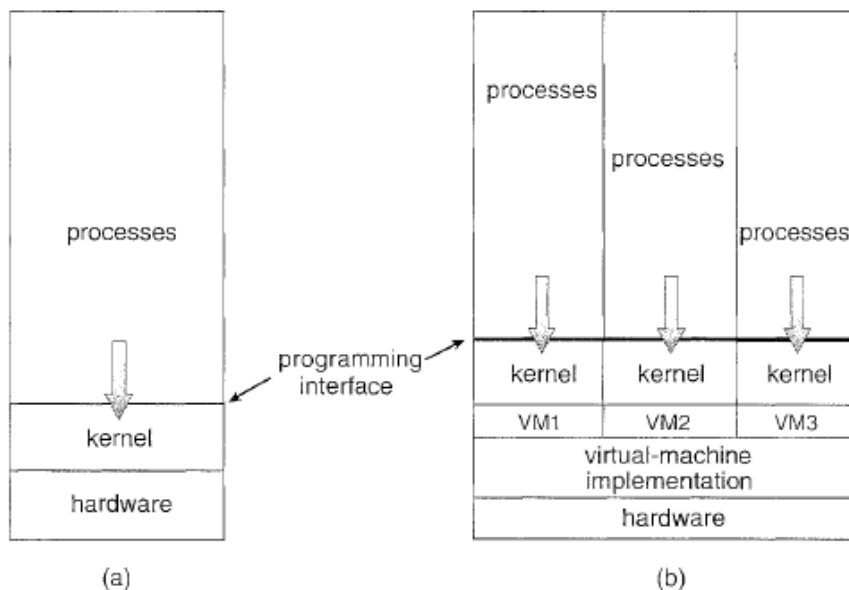 processes
processes
processes
processes
programming
interface
kernel
kernel
kernel
kernel
VM1
VM2
VM3
virtual-machine
implementation
hardware
hardware
(a)
(b)